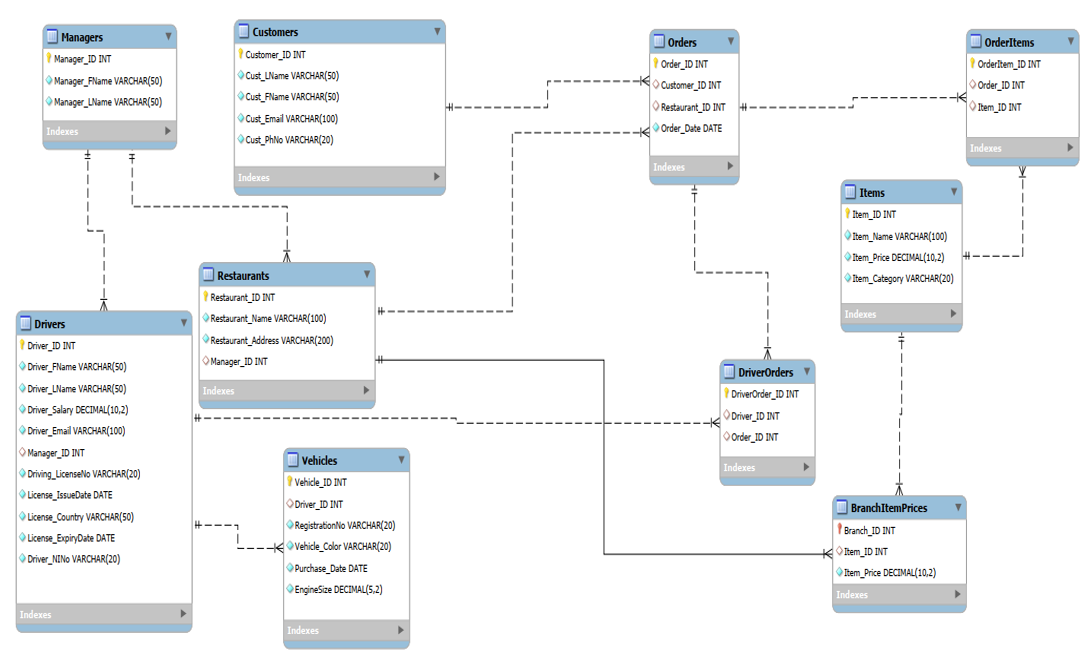 Managers
Manager_ID INT
Manager_FName VARCHAR(50)
Manager_LName VARCHAR(50)
Indexes
Customers
Customer_ID INT
Cust_LName VARCHAR(50)
Cust_FName VARCHAR(50)
Cust_Email VARCHAR(100)
Cust_PhNo VARCHAR(20)
Indexes
Orders
Order_ID INT
Customer_ID INT
Restaurant_ID INT
Order_Date DATE
Indexes
OrderItems
OrderItem_ID INT
Order_ID INT
Item_ID INT
Indexes
Items
Item_ID INT
Item_Name VARCHAR(100)
Item_Price DECIMAL(10,2)
Item_Category VARCHAR(20)
Indexes
Restaurants
Restaurant_ID INT
Restaurant_Name VARCHAR(100)
Restaurant_Address VARCHAR(200)
Manager_ID INT
Indexes
Drivers
Driver_ID INT
Driver_FName VARCHAR(50)
Driver_LName VARCHAR(50)
Driver_Salary DECIMAL(10,2)
Driver_Email VARCHAR(100)
Manager_ID INT
Driving_LicenseNo VARCHAR(20)
License_IssueDate DATE
License_Country VARCHAR(50)
License_ExpiryDate DATE
Driver_NINo VARCHAR(20)
Indexes
DriverOrders
DriverOrder_ID INT
Driver_ID INT
Order_ID INT
Indexes
Vehicles
Vehicle_ID INT
Driver_ID INT
RegistrationNo VARCHAR(20)
Vehicle_Color VARCHAR(20)
Purchase_Date DATE
EngineSize DECIMAL(5,2)
Indexes
BranchItemPrices
Branch_ID INT
Item_ID INT
Item_Price DECIMAL(10,2)
Indexes